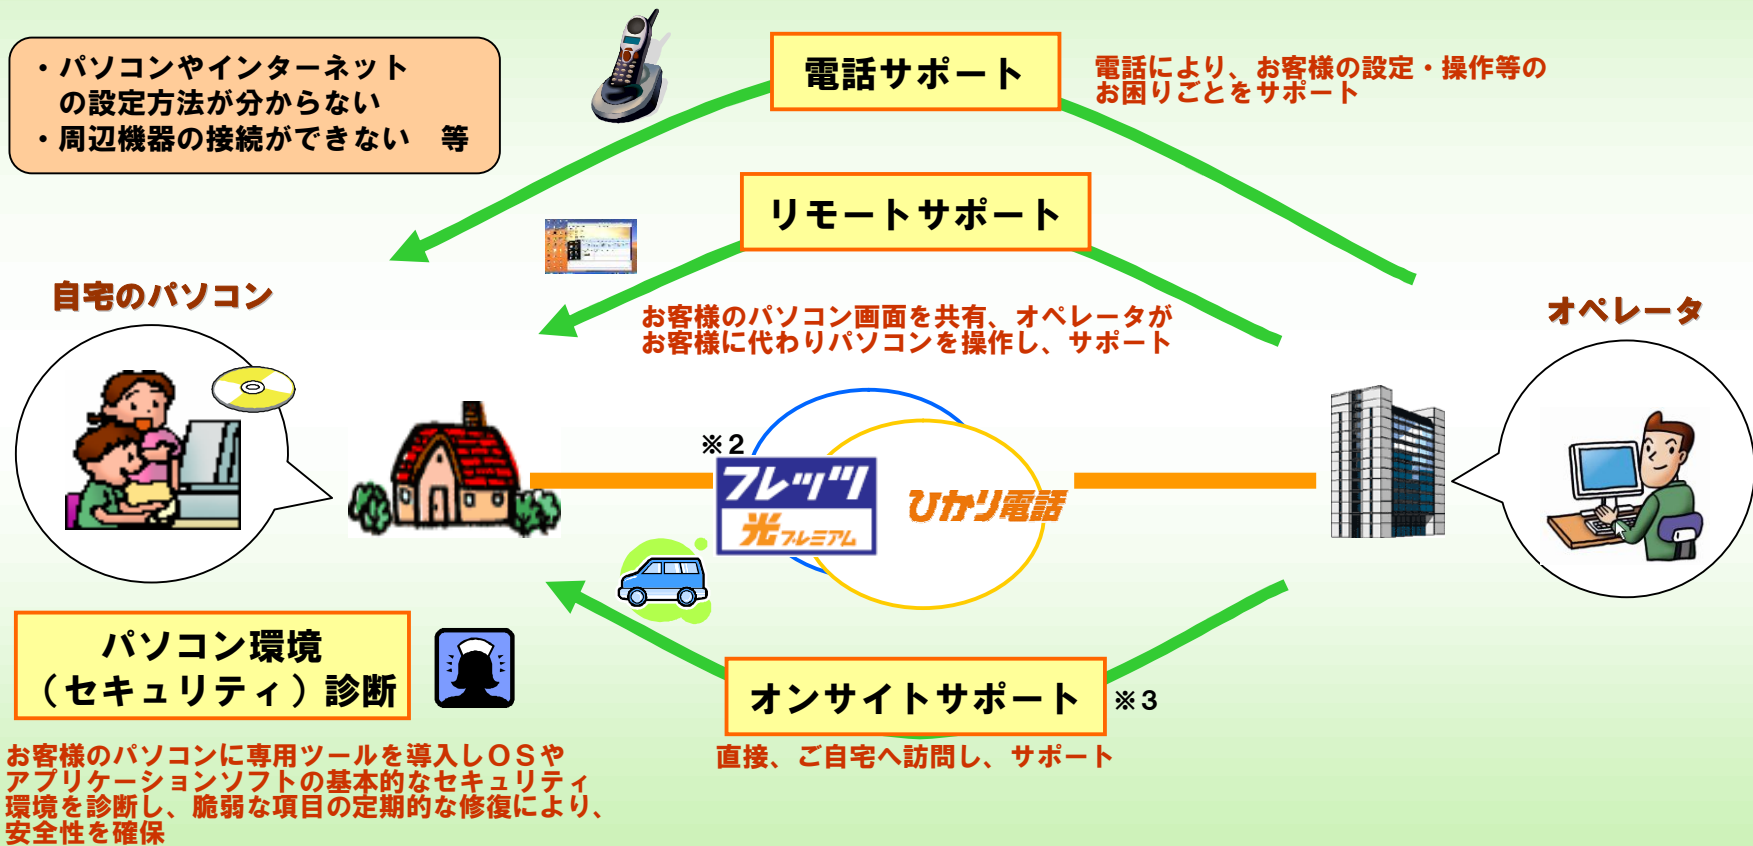 ・パソコンやインターネット
の設定方法が分からない
・周辺機器の接続ができない　等
電話サポート
電話により、お客様の設定・操作等の
お困りごとをサポート
リモートサポート
お客様のパソコン画面を共有、オペレータが
お客様に代わりパソコンを操作し、サポート
自宅のパソコン
オペレータ
※２
フレッツ
光プレミアム
ひかり電話
パソコン環境
（セキュリティ）診断
オンサイトサポート
※３
直接、ご自宅へ訪問し、サポート
お客様のパソコンに専用ツールを導入しＯＳや
アプリケーションソフトの基本的なセキュリティ
環境を診断し、脆弱な項目の定期的な修復により、
安全性を確保